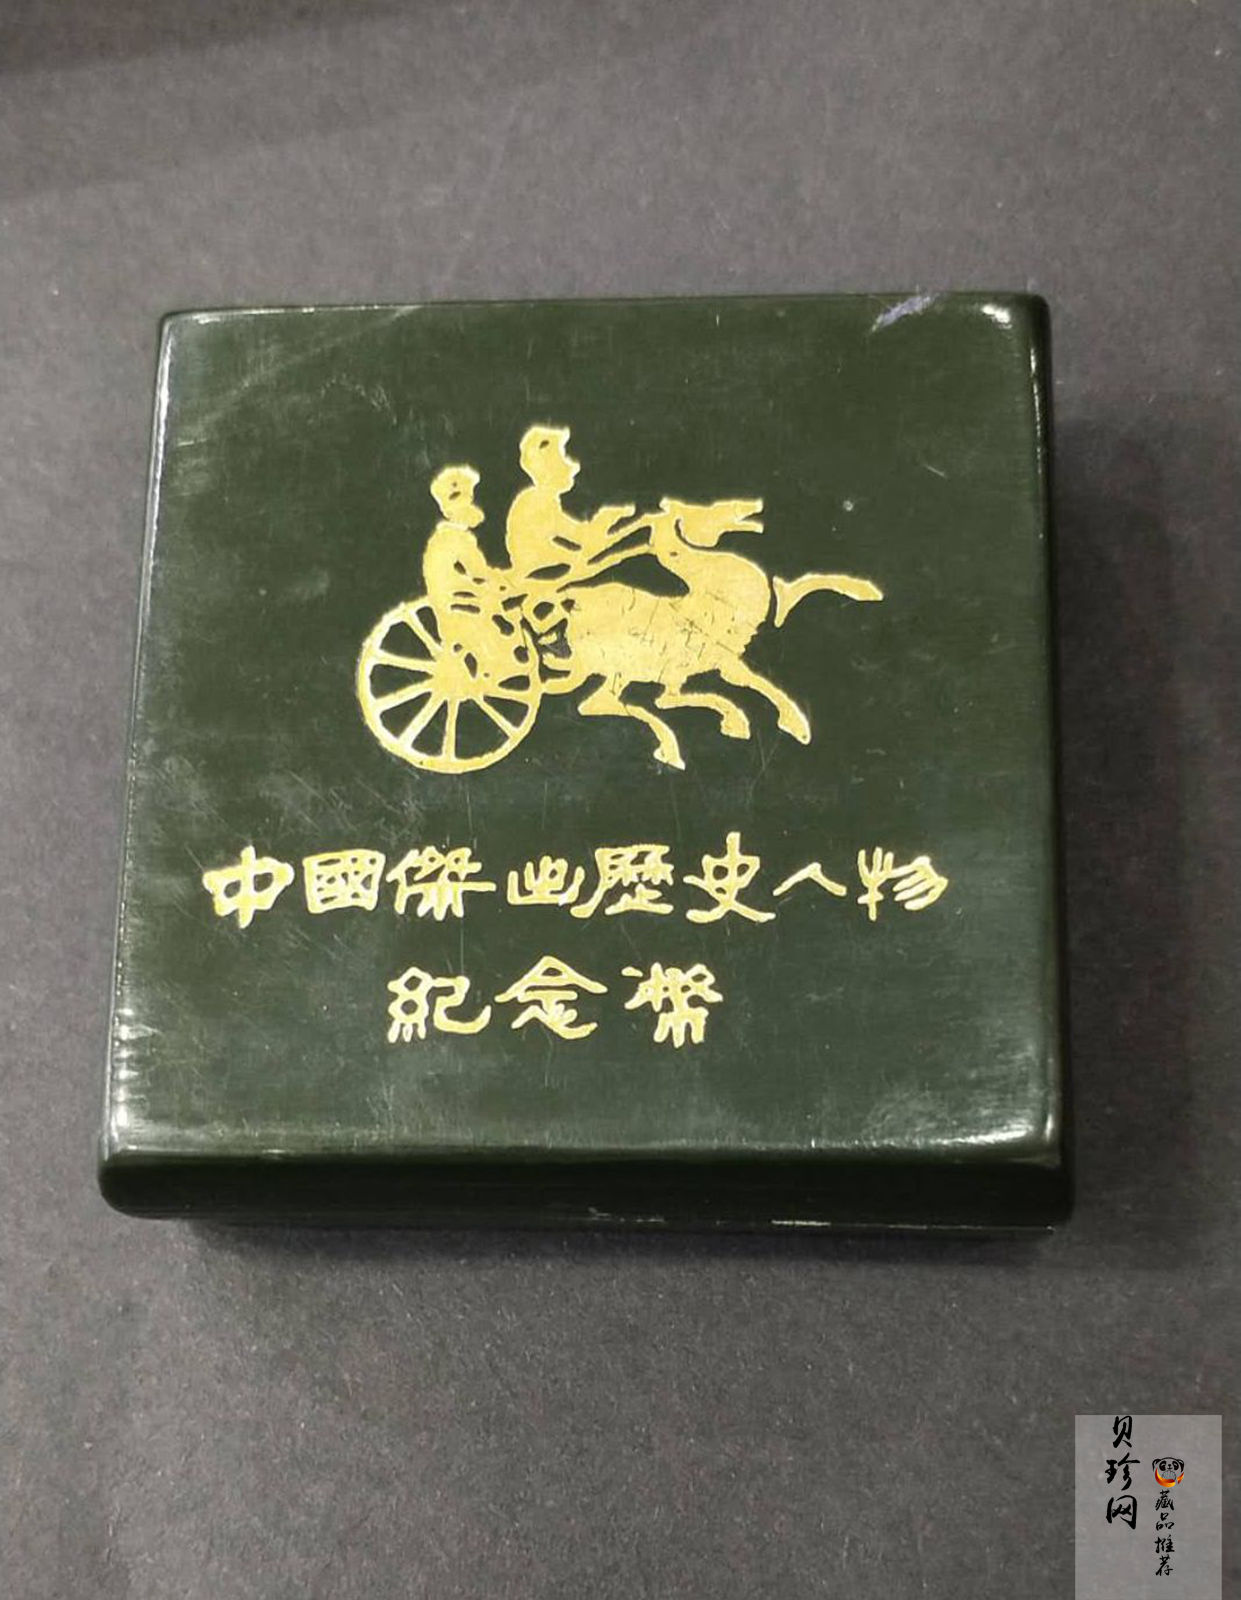 中國傑出歷史人物
紀念幣
贝珍网
藏品推荐